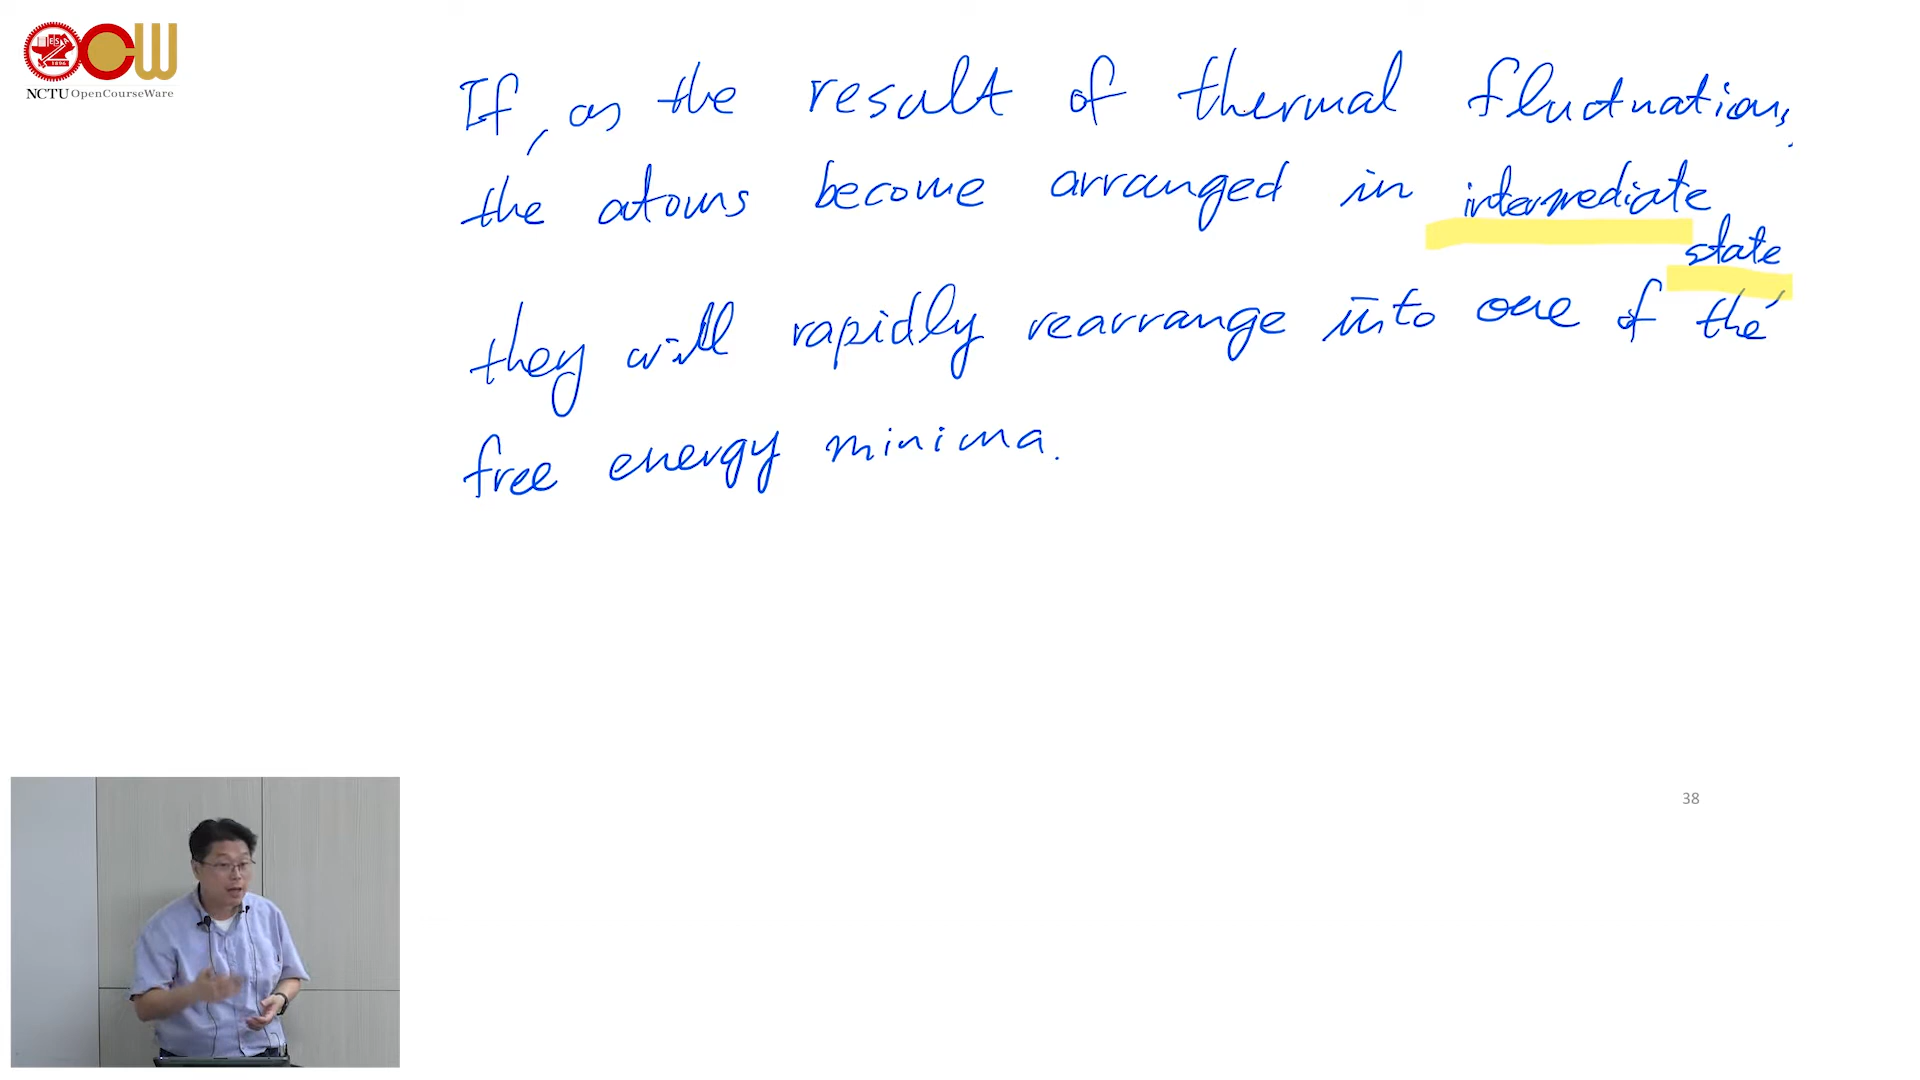 NCTU OpenCourseWare
If, as the result of thermal fluctuations,
the atoms become arranged in intermediate
state
they will rapidly rearrange into one of the
free energy minima.
38